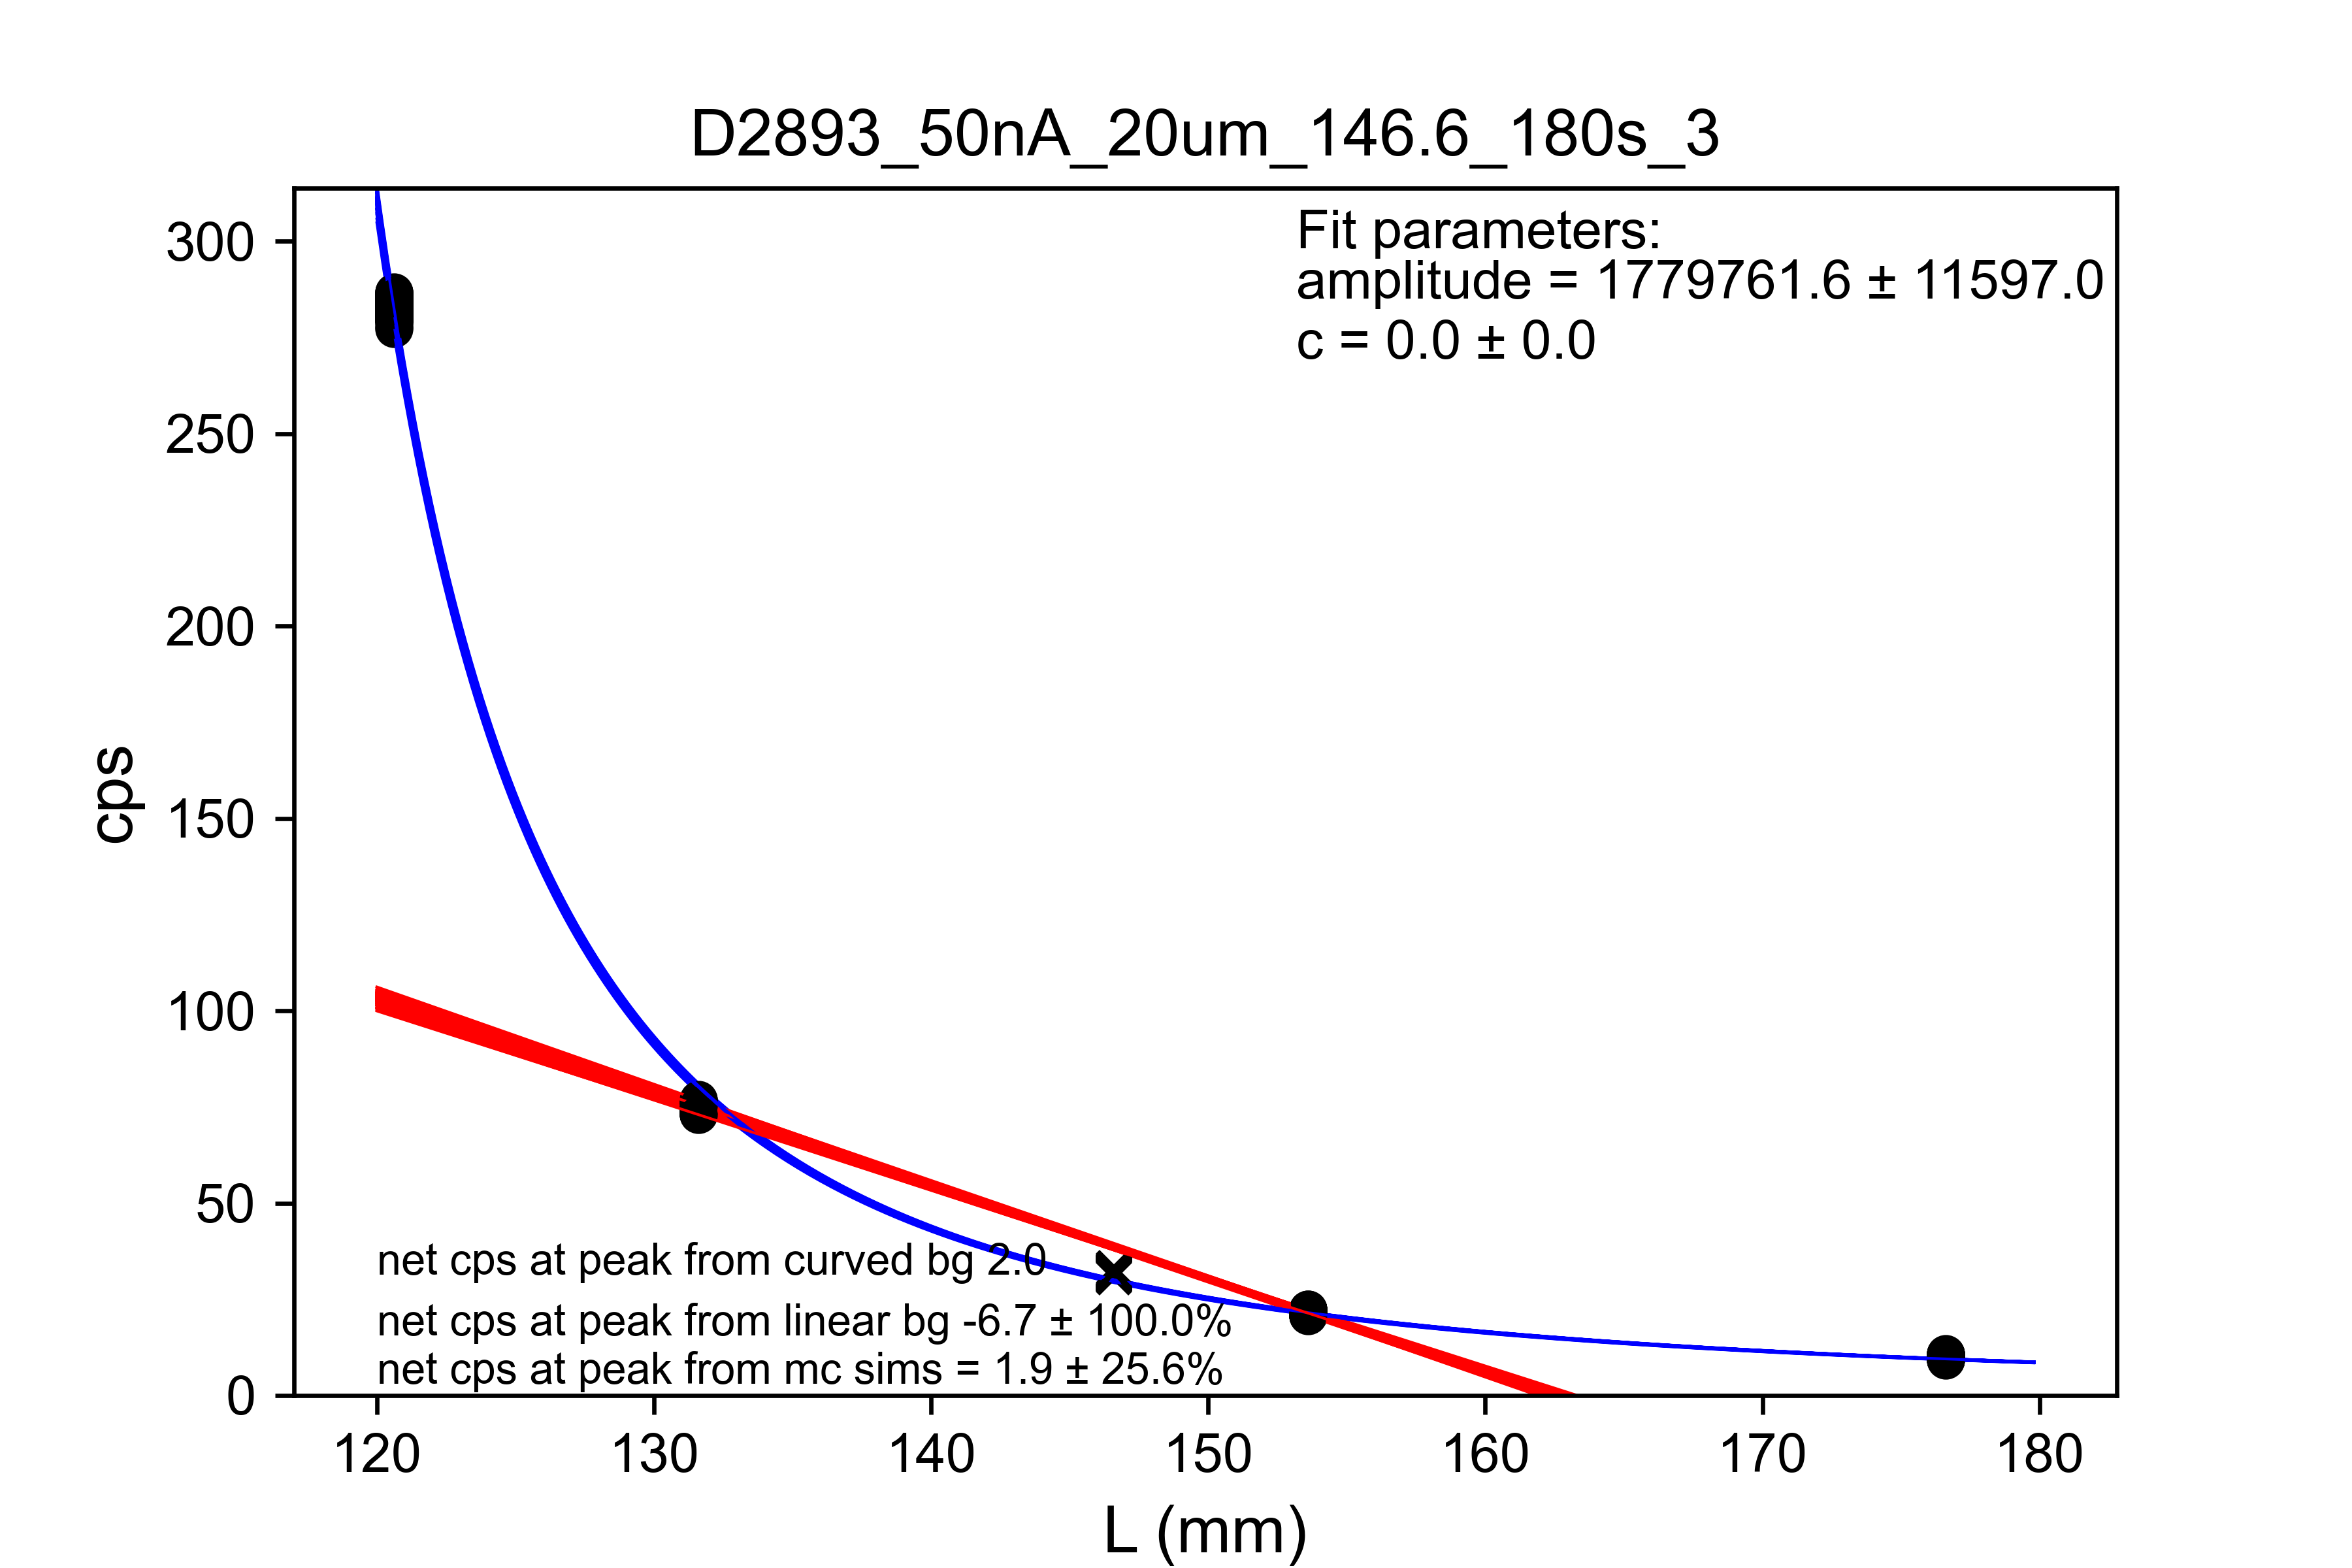 D2893_50nA_20um_146.6_180s_3
Fit parameters:
amplitude = 1779761.6 ± 11597.0
c = 0.0 ± 0.0
300
250
200
150
100
50
0
cps
net cps at peak from curved bg 2.0
net cps at peak from linear bg -6.7 ± 100.0%
net cps at peak from mc sims = 1.9 ± 25.6%
120 130 140 150 160 170 180
L (mm)